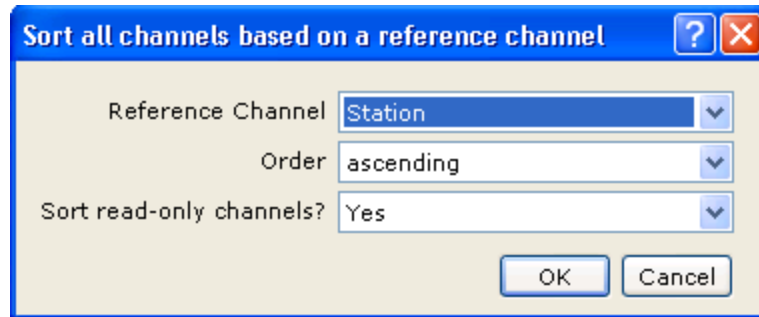 Sort all channels based on a reference channel
Reference Channel Station
Order ascending
Sort read-only channels? Yes
OK Cancel